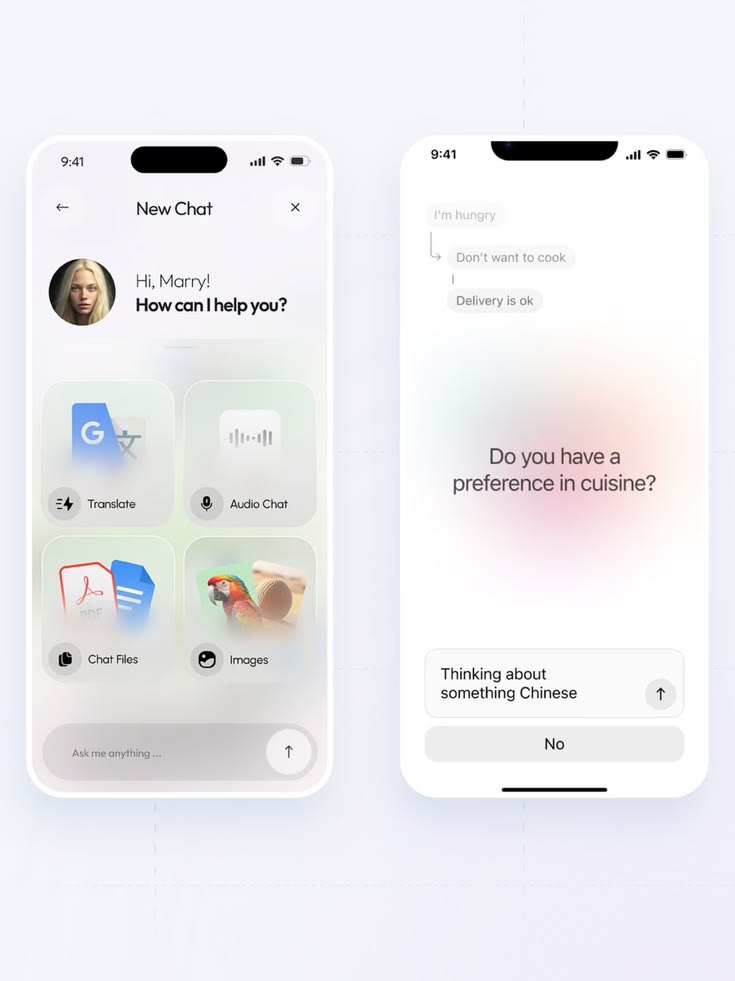 9:41
New Chat
Hi, Marry!
How can I help you?
G
文
Translate
Audio Chat
PDF
Chat Files
Images
Ask me anything ...
9:41
I'm hungry
Don't want to cook
Delivery is ok
Do you have a
preference in cuisine?
Thinking about
something Chinese
No